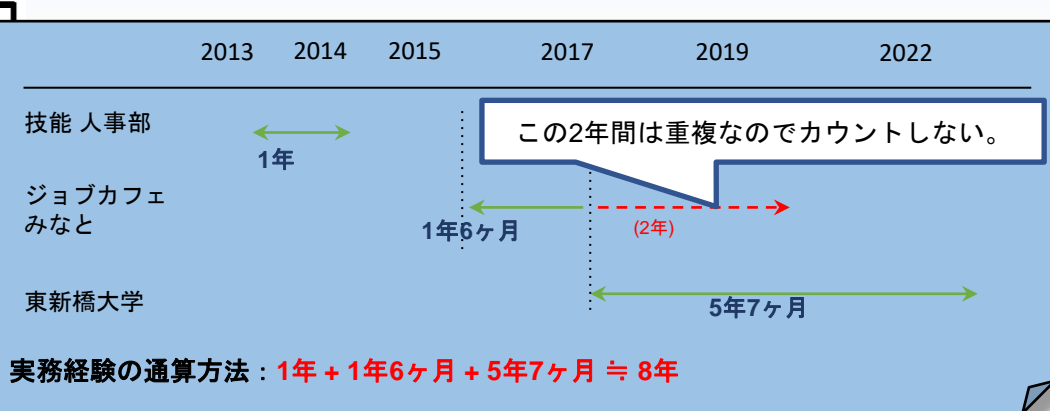 2013 2014 2015 2017 2019 2022
技能 人事部
この2年間は重複なのでカウントしない。
1年
ジョブカフェ
みなと
1年6ヶ月
(2年)
東新橋大学
5年7ヶ月
実務経験の通算方法：1年 + 1年6ヶ月 + 5年7ヶ月 ≒ 8年